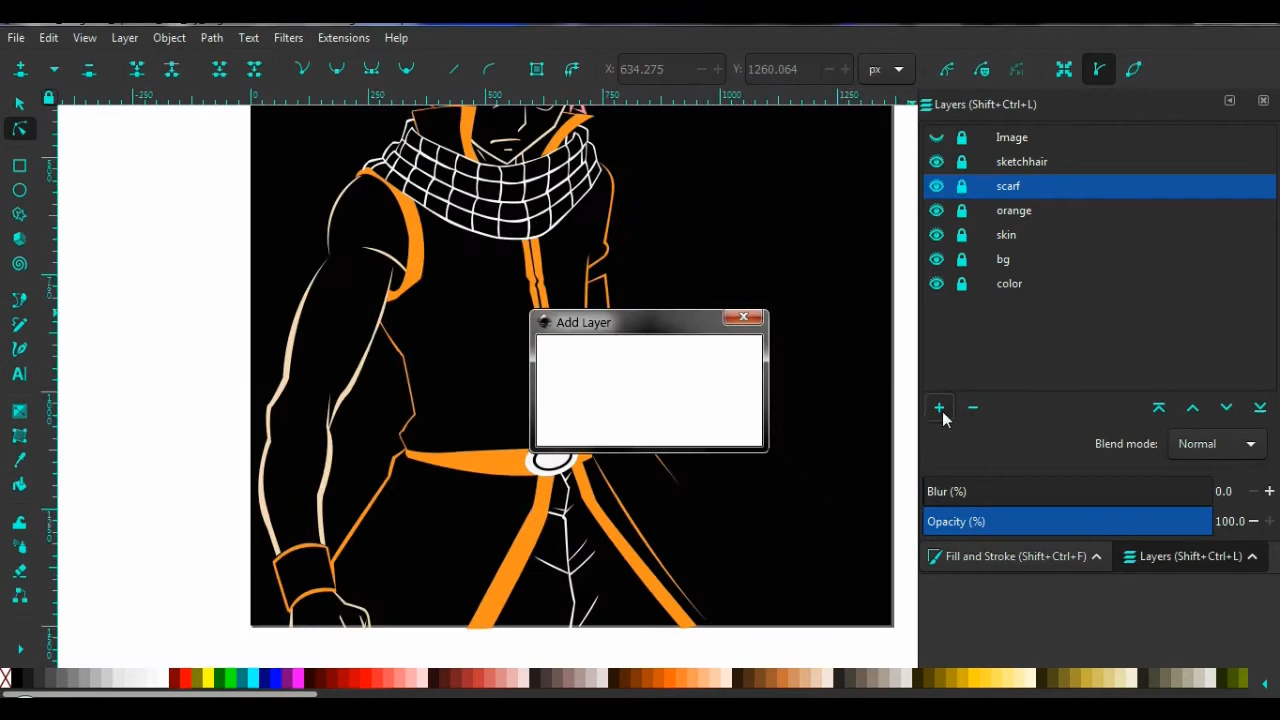 File Edit View Layer Object Path Text Filters Extensions Help
X: 634.275 Y: 1260.064 px
-250 0 250 500 750 1000 1250
Layers (Shift+Ctrl+L)
Image
sketchhair
scarf
orange
skin
bg
color
Add Layer
Blend mode: Normal
Blur (%) 0.0
Opacity (%) 100.0
Fill and Stroke (Shift+Ctrl+F) Layers (Shift+Ctrl+L)